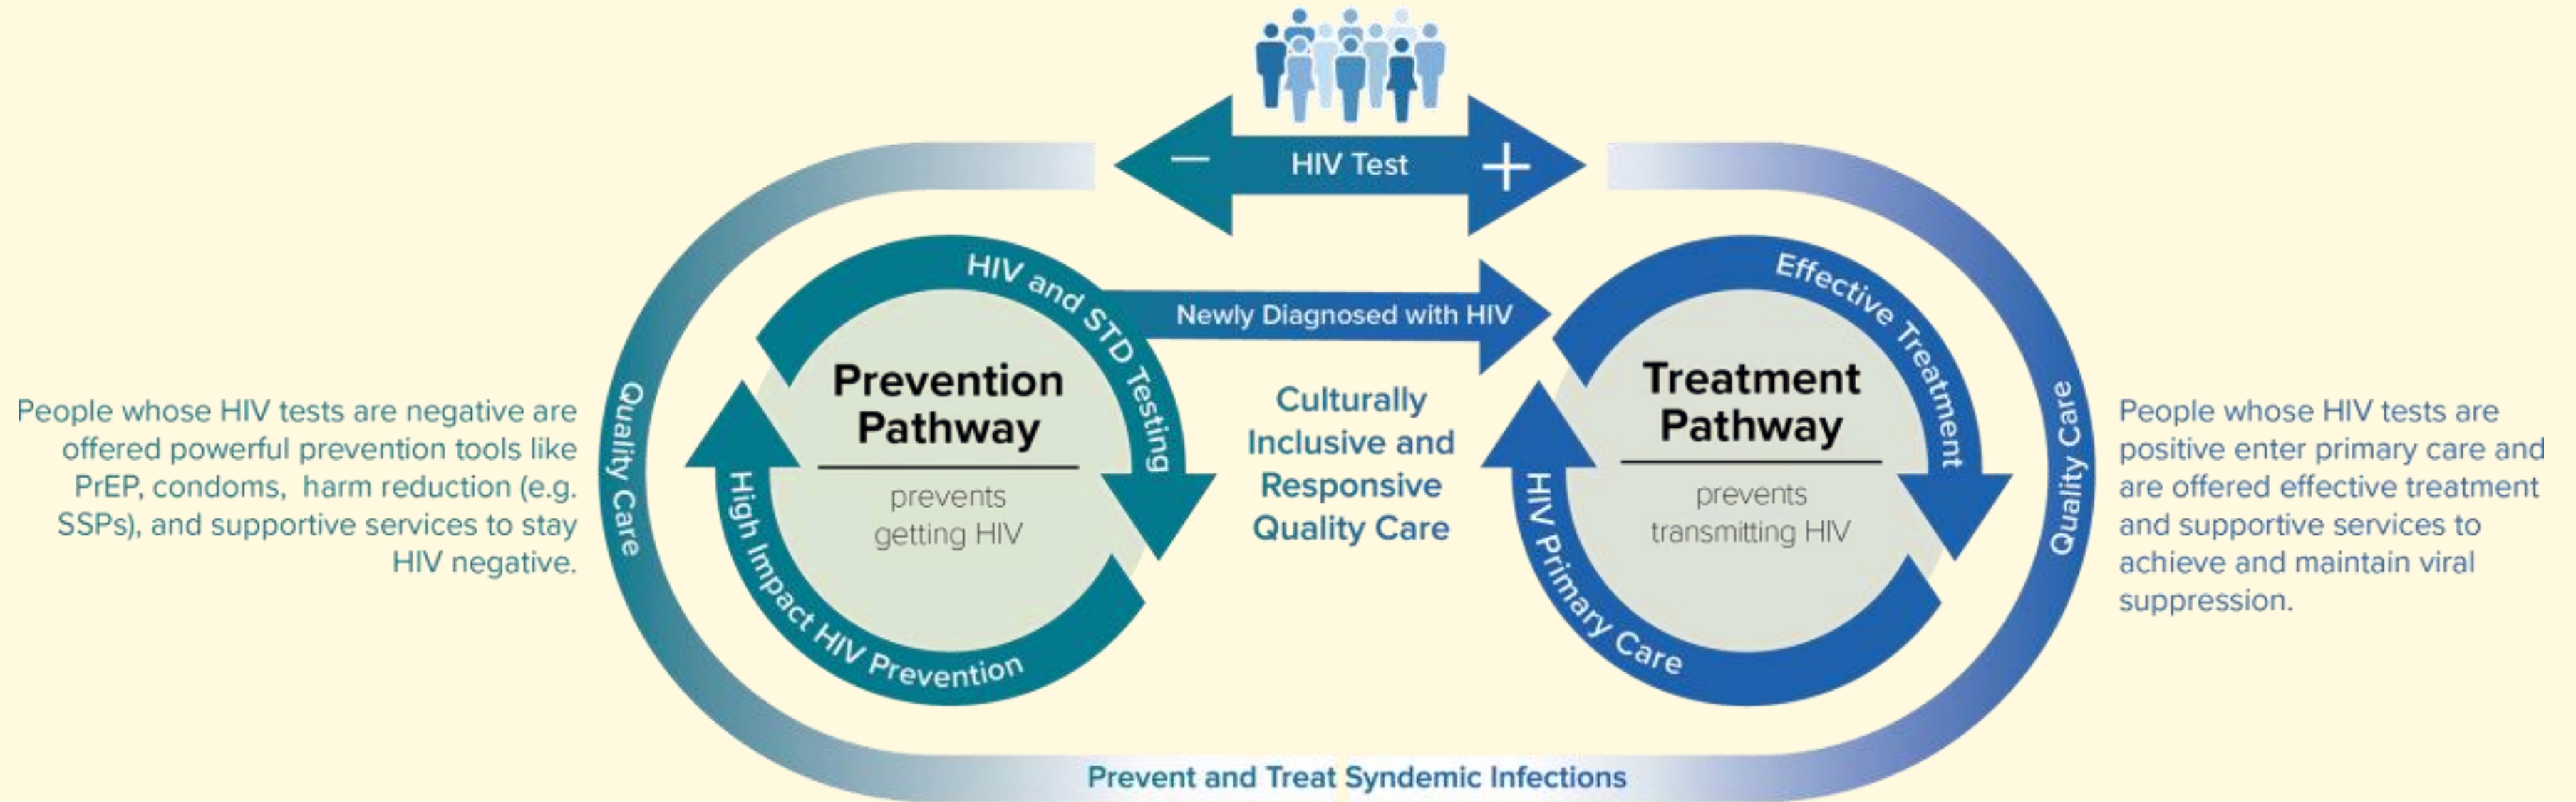 − HIV Test +
HIV and STD Testing
Newly Diagnosed with HIV
Effective Treatment
Prevention
Pathway
prevents
getting HIV
High Impact HIV Prevention
Culturally
Inclusive and
Responsive
Quality Care
Treatment
Pathway
prevents
transmitting HIV
HIV Primary Care
Quality Care
Quality Care
People whose HIV tests are negative are
offered powerful prevention tools like
PrEP, condoms,  harm reduction (e.g.
SSPs), and supportive services to stay
HIV negative.
People whose HIV tests are
positive enter primary care and
are offered effective treatment
and supportive services to
achieve and maintain viral
suppression.
Prevent and Treat Syndemic Infections